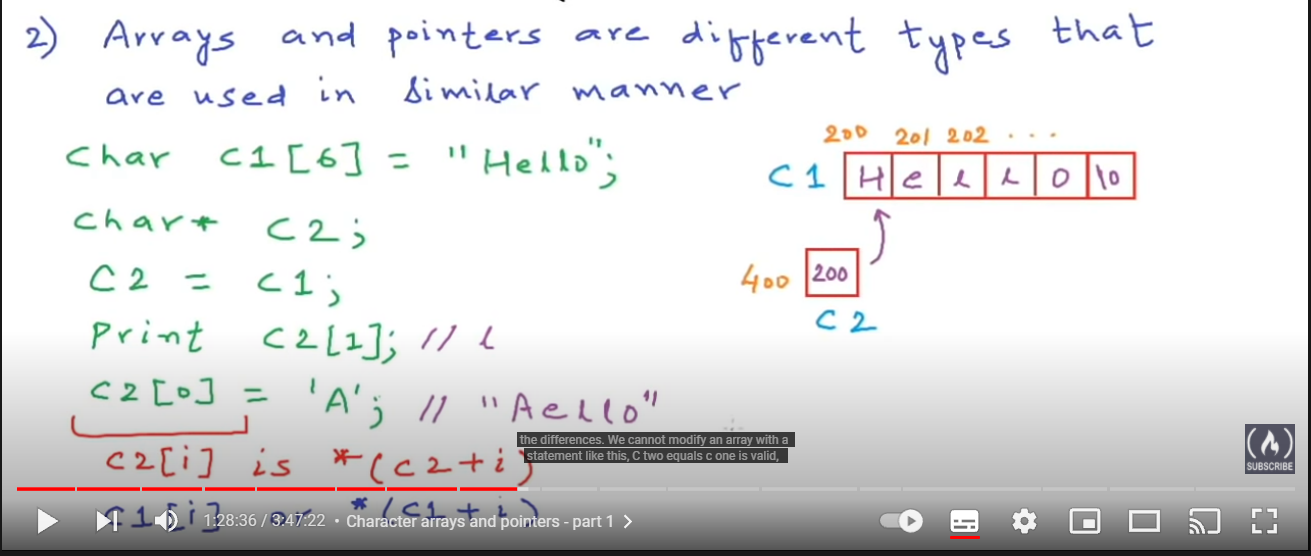 2) Arrays and pointers are different types that
are used in similar manner
Char C1[6] = "Hello";
char* C2;
C2 = C1;
Print C2[1]; // l
C2[0] = 'A'; // "Aello"
C2[i] is *(C2+i)
C1[i] or *(C1+i)
200 201 202 ...
C1 H e l l o \0
400 200
C2
the differences. We cannot modify an array with a
statement like this, C two equals c one is valid,
SUBSCRIBE
1:28:36 / 3:47:22 • Character arrays and pointers - part 1